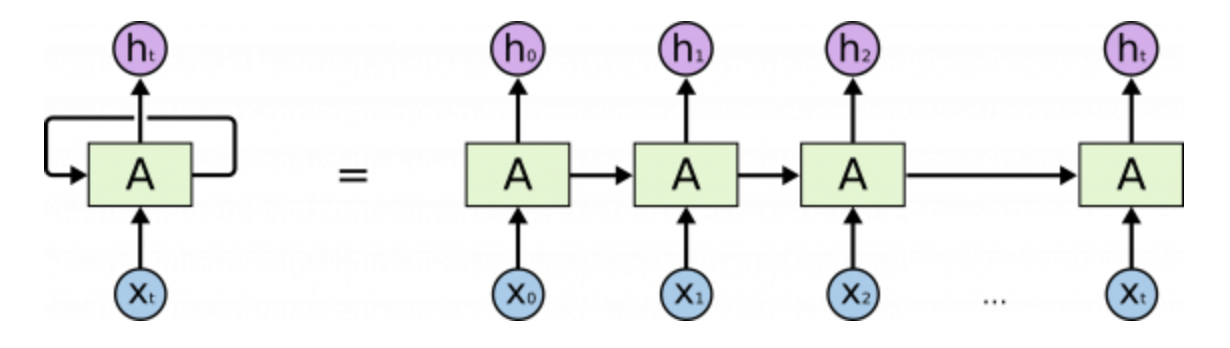 hₜ h₀ h₁ h₂ hₜ
A = A A A A
xₜ x₀ x₁ x₂ ... xₜ